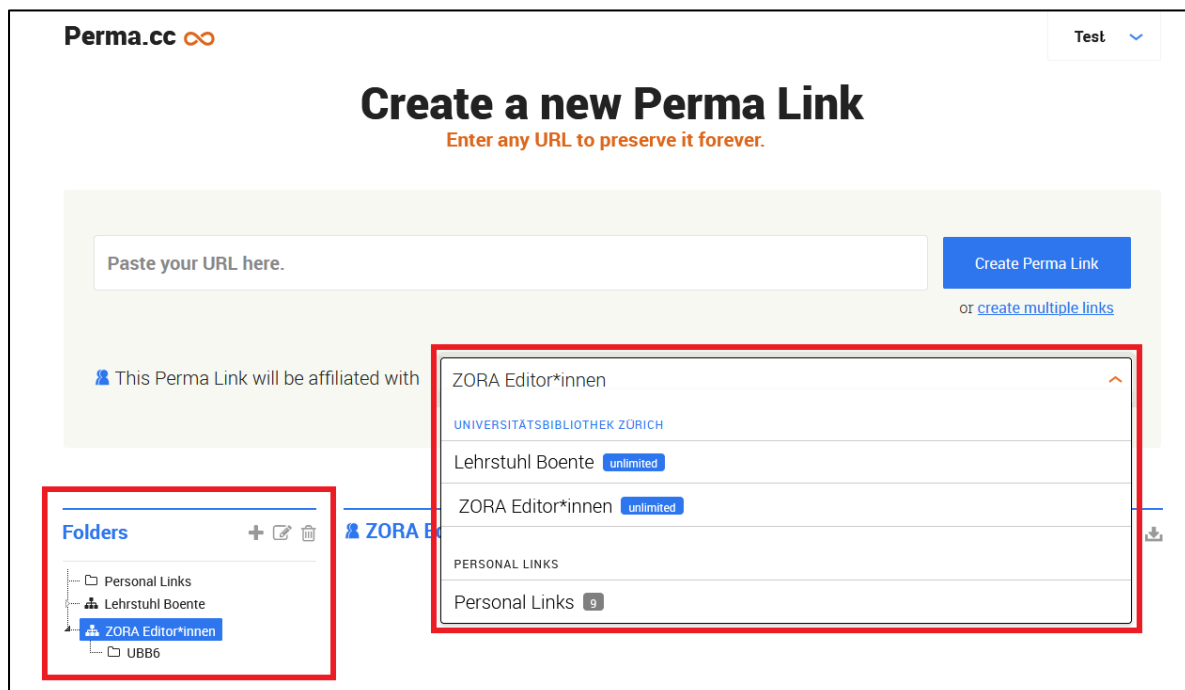 Perma.cc
Test
Create a new Perma Link
Enter any URL to preserve it forever.
Paste your URL here.
Create Perma Link
or create multiple links
This Perma Link will be affiliated with
ZORA Editor*innen
UNIVERSITÄTSBIBLIOTHEK ZÜRICH
Lehrstuhl Boente unlimited
ZORA Editor*innen unlimited
PERSONAL LINKS
Personal Links 9
Folders
Personal Links
Lehrstuhl Boente
ZORA Editor*innen
UBB6
ZORA